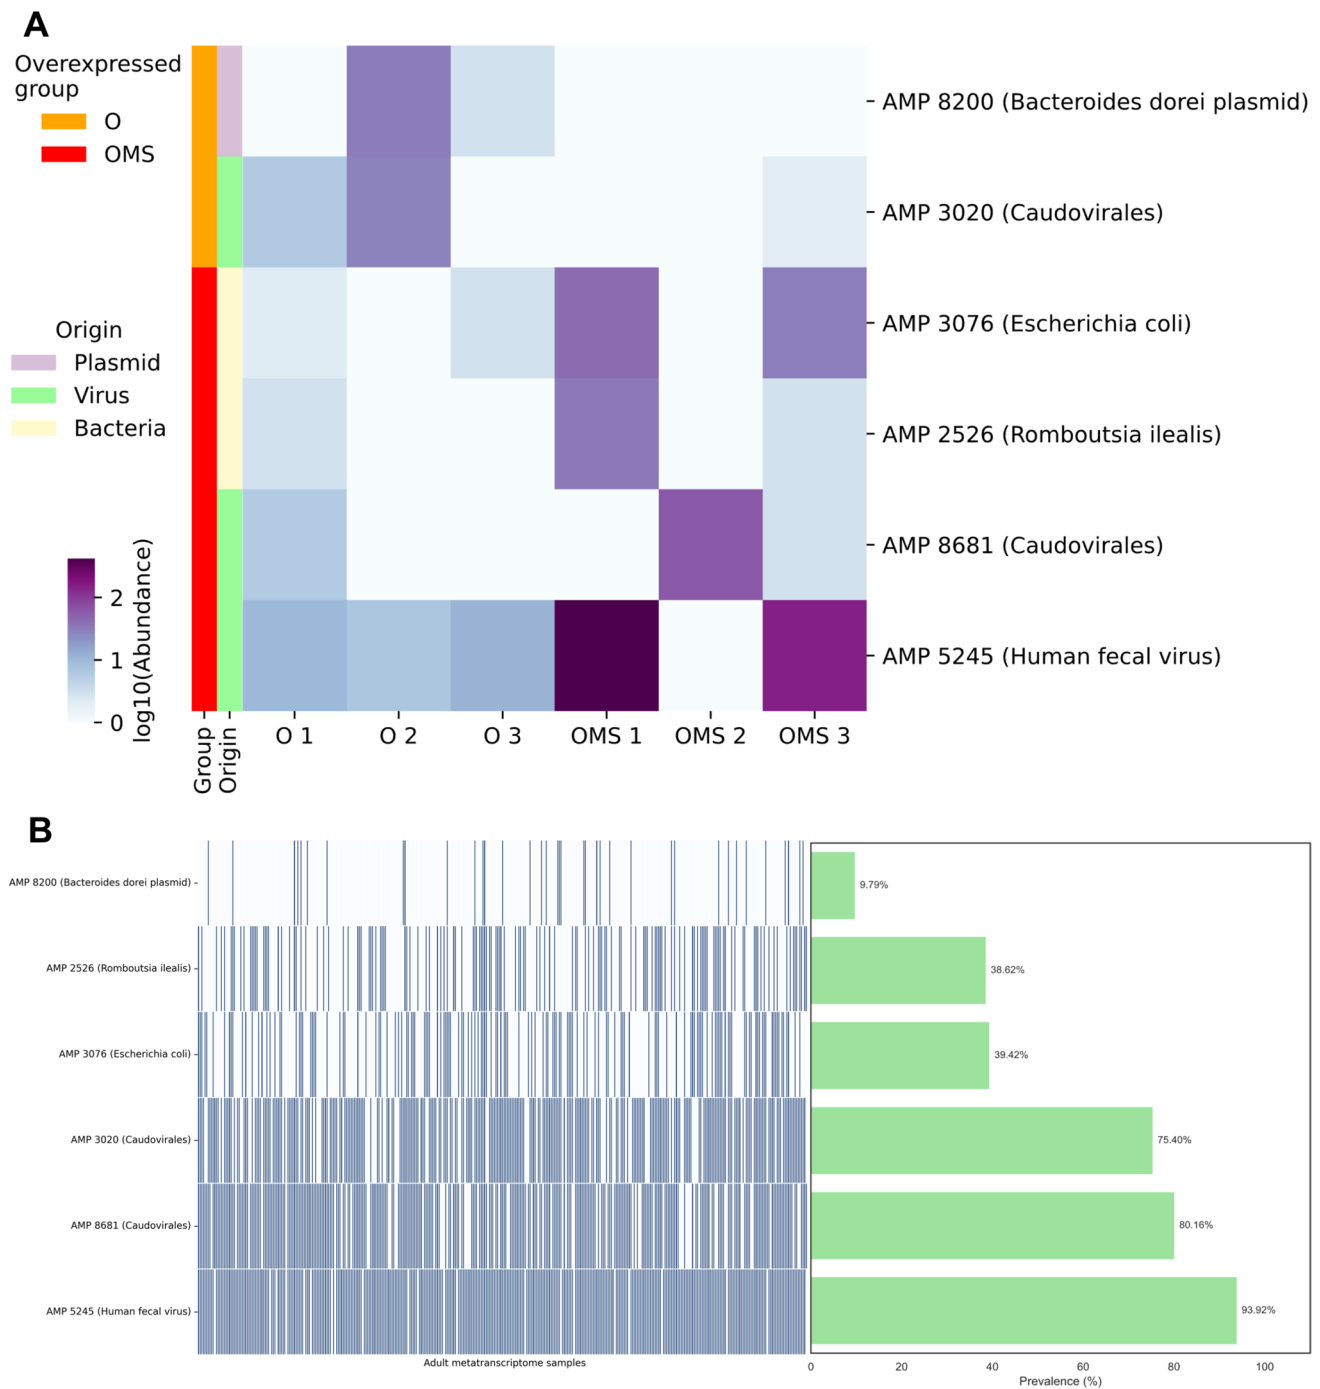 A
Overexpressed
group
O
OMS
Origin
Plasmid
Virus
Bacteria
2
1
0
log10(Abundance)
AMP 8200 (Bacteroides dorei plasmid)
AMP 3020 (Caudovirales)
AMP 3076 (Escherichia coli)
AMP 2526 (Romboutsia ilealis)
AMP 8681 (Caudovirales)
AMP 5245 (Human fecal virus)
Group
Origin
O 1
O 2
O 3
OMS 1
OMS 2
OMS 3
B
AMP 8200 (Bacteroides dorei plasmid)
9.79%
AMP 2526 (Romboutsia ilealis)
38.62%
AMP 3076 (Escherichia coli)
39.42%
AMP 3020 (Caudovirales)
75.40%
AMP 8681 (Caudovirales)
80.16%
AMP 5245 (Human fecal virus)
93.92%
Adult metatranscriptome samples
0
20
40
60
80
100
Prevalence (%)